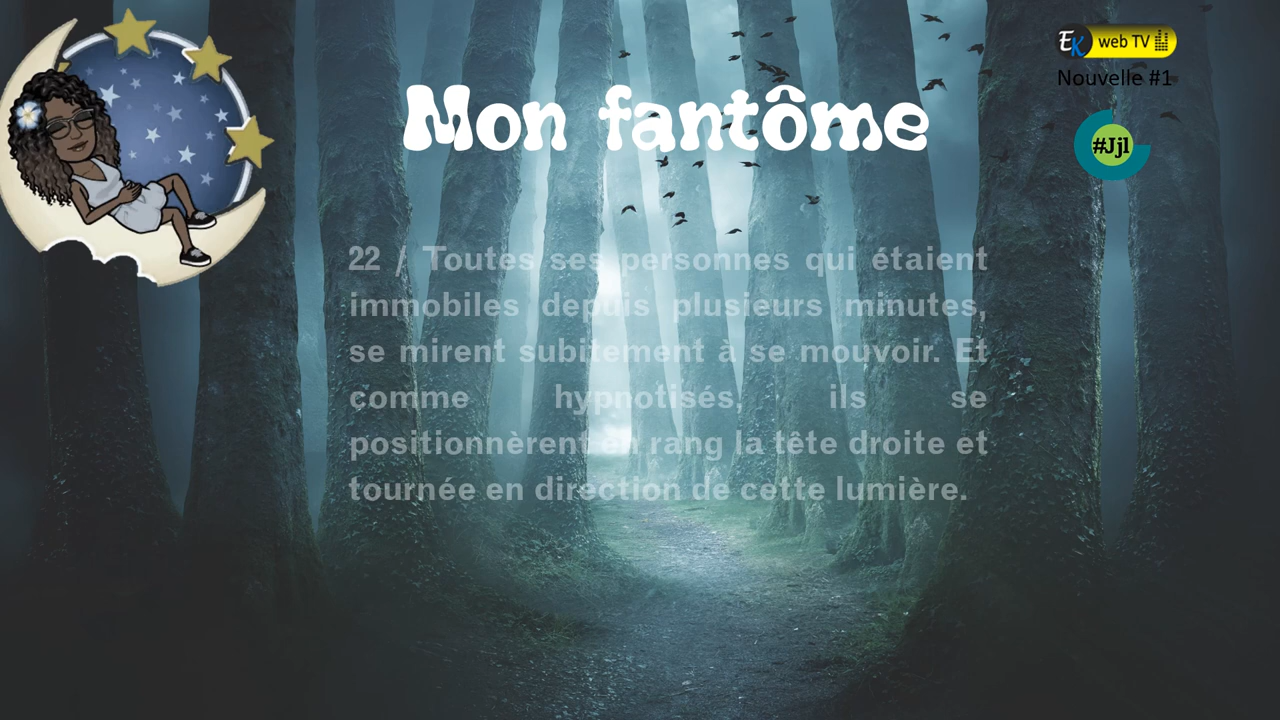 EK web TV
Nouvelle #1
Mon fantôme
#Jjl
22 / Toutes ses personnes qui étaient
immobiles depuis plusieurs minutes,
se mirent subitement à se mouvoir. Et
comme hypnotisés, ils se
positionnèrent en rang la tête droite et
tournée en direction de cette lumière.